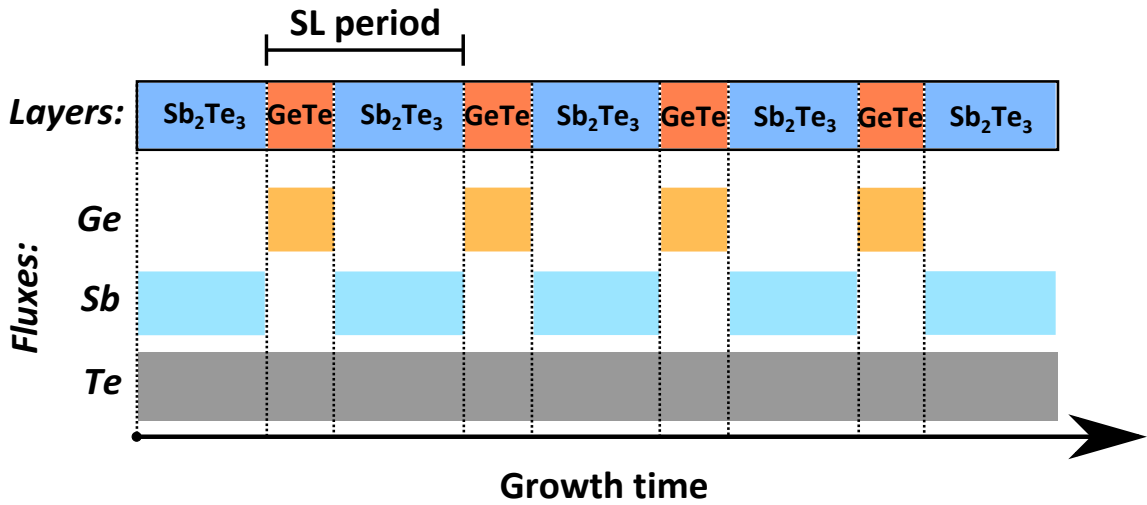 SL period
Layers: Sb₂Te₃ GeTe Sb₂Te₃ GeTe Sb₂Te₃ GeTe Sb₂Te₃ GeTe Sb₂Te₃
Fluxes:
Ge
Sb
Te
Growth time